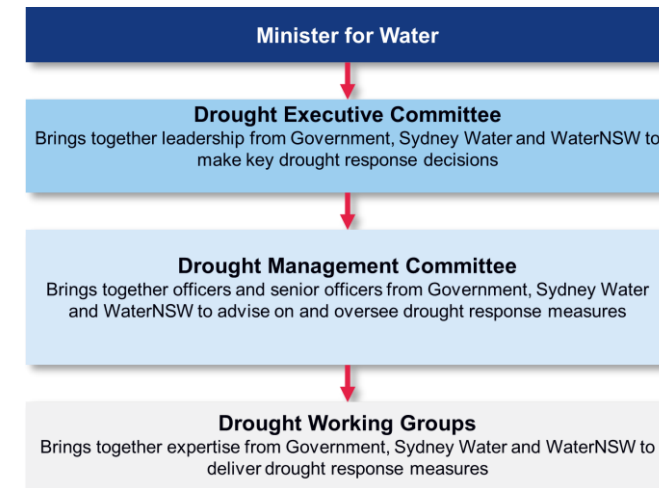 Minister for Water
Drought Executive Committee
Brings together leadership from Government, Sydney Water and WaterNSW to
make key drought response decisions
Drought Management Committee
Brings together officers and senior officers from Government, Sydney Water
and WaterNSW to advise on and oversee drought response measures
Drought Working Groups
Brings together expertise from Government, Sydney Water and WaterNSW to
deliver drought response measures